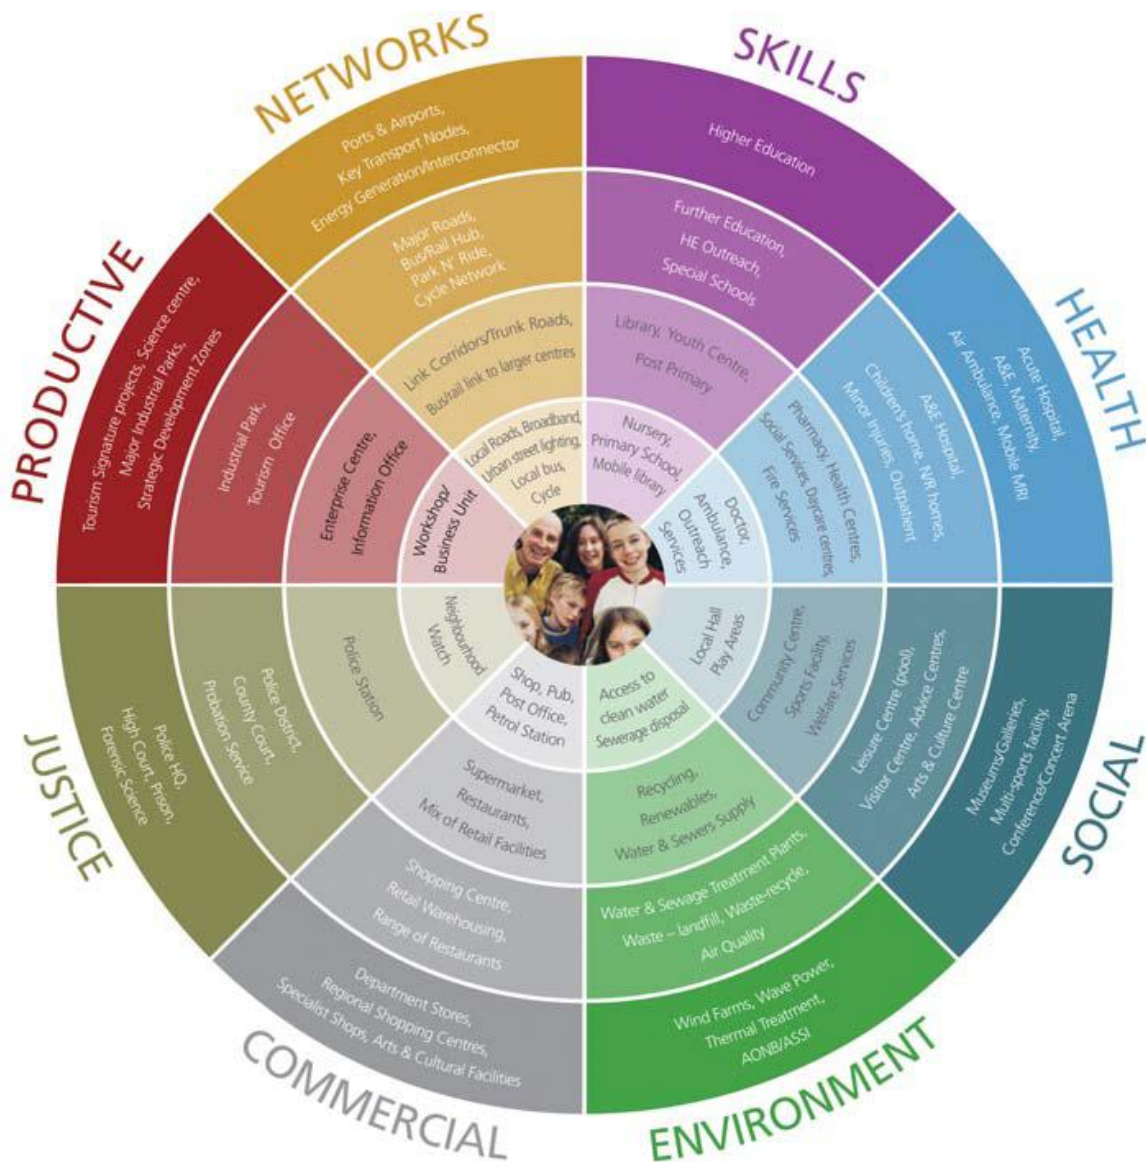 NETWORKS
Ports & Airports,
Key Transport Nodes,
Energy Generation/Interconnector
Major Roads,
Bus/Rail Hub,
Park N' Ride,
Cycle Network
Link Corridors/Trunk Roads,
Bus/rail link to larger centres
Local Roads, Broadband,
Urban street lighting,
Local bus,
Cycle
SKILLS
Higher Education
Further Education,
HE Outreach,
Special Schools
Library, Youth Centre,
Post Primary
Nursery,
Primary School,
Mobile library
HEALTH
Acute Hospital,
A&E, Maternity,
Air Ambulance, Mobile MRI
A&E Hospital,
Children's home, N/R homes,
Minor Injuries, Outpatient
Pharmacy, Health Centres,
Social Services, Daycare centres,
Fire Services
Doctor,
Ambulance,
Outreach
Services
SOCIAL
Museums/Galleries,
Multi-sports facility,
Conference/Concert Arena
Leisure Centre (pool),
Visitor Centre, Advice Centres,
Arts & Culture Centre
Community Centre,
Sports Facility,
Welfare Services
Local Hall
Play Areas
ENVIRONMENT
Access to
clean water
Sewerage disposal
Recycling,
Renewables,
Water & Sewers Supply
Water & Sewage Treatment Plants,
Waste – landfill, Waste-recycle,
Air Quality
Wind Farms, Wave Power,
Thermal Treatment,
AONB/ASSI
COMMERCIAL
Shop, Pub,
Post Office,
Petrol Station
Supermarket,
Restaurants,
Mix of Retail Facilities
Shopping Centre,
Retail Warehousing,
Range of Restaurants
Department Stores,
Regional Shopping Centres,
Specialist Shops, Arts & Cultural Facilities
JUSTICE
Police HQ,
High Court, Prison,
Forensic Science
Police District,
County Court,
Probation Service
Police Station
Neighbourhood
Watch
PRODUCTIVE
Tourism Signature projects, Science centre,
Major Industrial Parks,
Strategic Development Zones
Industrial Park,
Tourism Office
Enterprise Centre,
Information Office
Workshop/
Business Unit